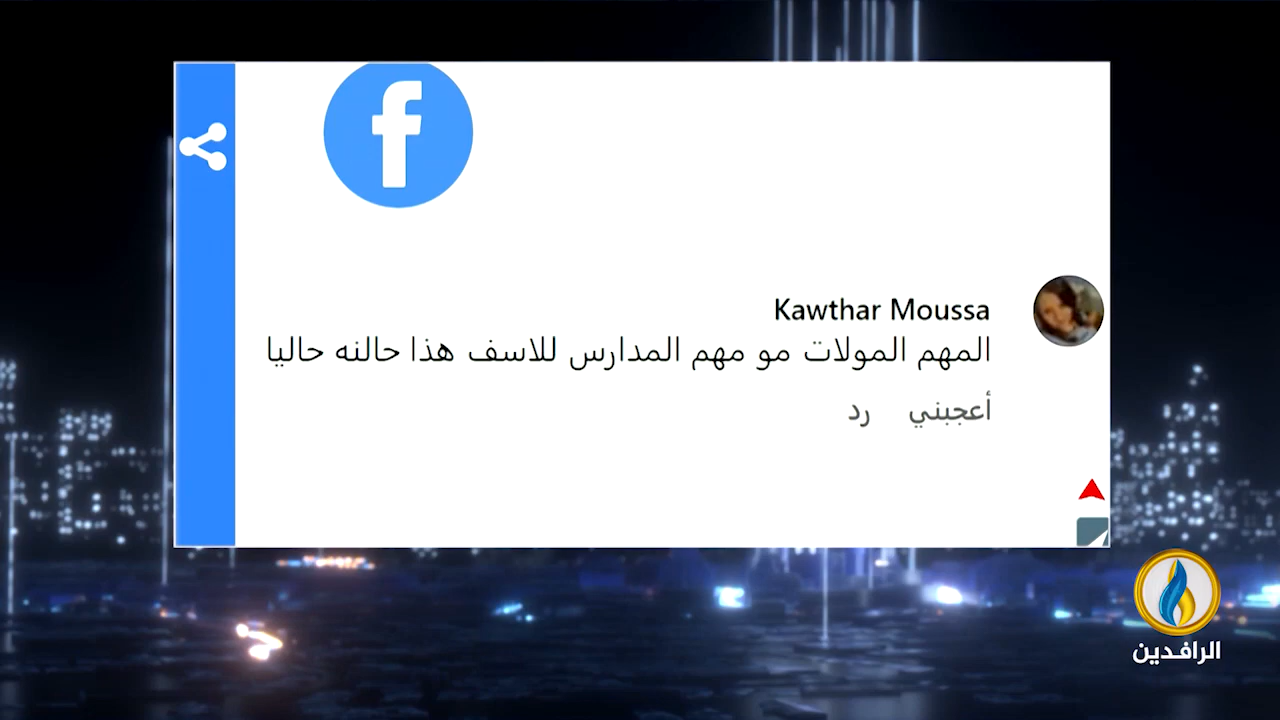 Kawthar Moussa
المهم المولات مو مهم المدارس للاسف هذا حالنه حاليا
أعجبني رد
الرافدين